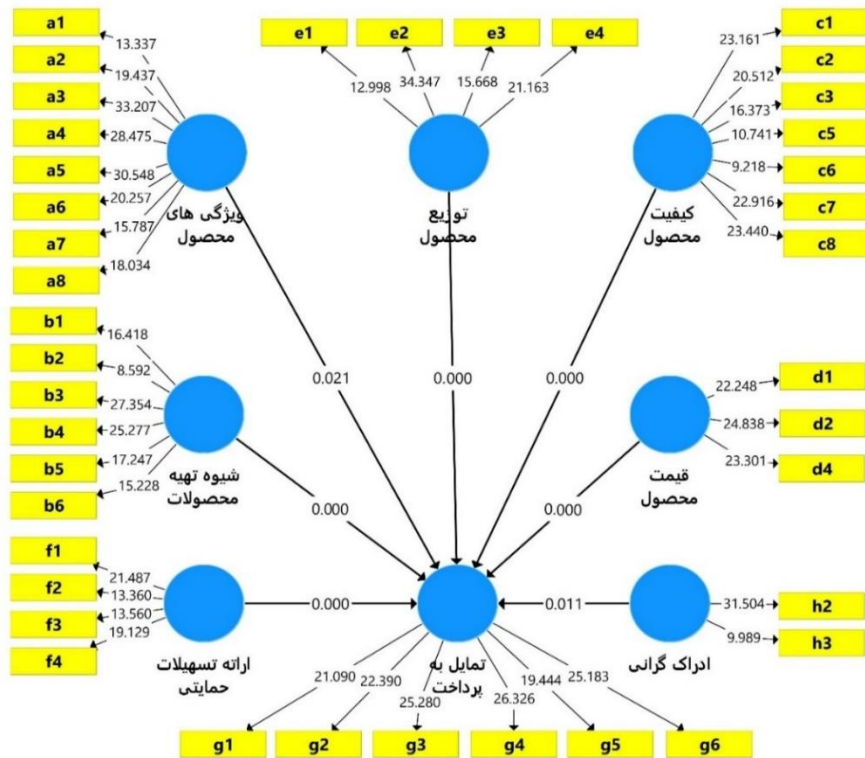 a1
a2
a3
a4
a5
a6
a7
a8
13.337
19.437
33.207
28.475
30.548
20.257
15.787
18.034
ویژگی های
محصول
e1
e2
e3
e4
12.998
34.347
15.668
21.163
توزیع
محصول
c1
c2
c3
c5
c6
c7
c8
23.161
20.512
16.373
10.741
9.218
22.916
23.440
کیفیت
محصول
0.021
0.000
0.000
b1
b2
b3
b4
b5
b6
16.418
8.592
27.354
25.277
17.247
15.228
شیوه تهیه
محصولات
0.000
d1
d2
d4
22.248
24.838
23.301
قیمت
محصول
0.000
f1
f2
f3
f4
21.487
13.360
13.560
19.129
اراته تسهیلات
حمایتی
0.000
تمایل به
پرداخت
0.011
ادراک گرانی
31.504
9.989
h2
h3
21.090
22.390
25.280
26.326
19.444
25.183
g1
g2
g3
g4
g5
g6